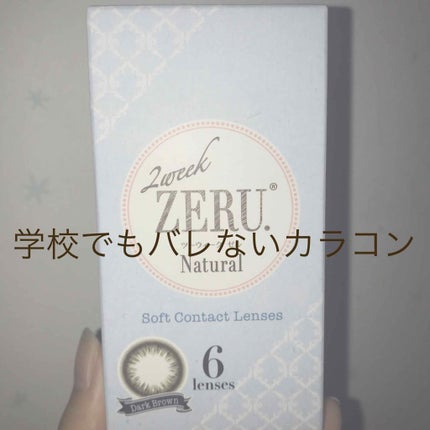 2week
ZERU.®
学校でもバレないカラコン
Natural
Soft Contact Lenses
6
lenses
Dark Brown